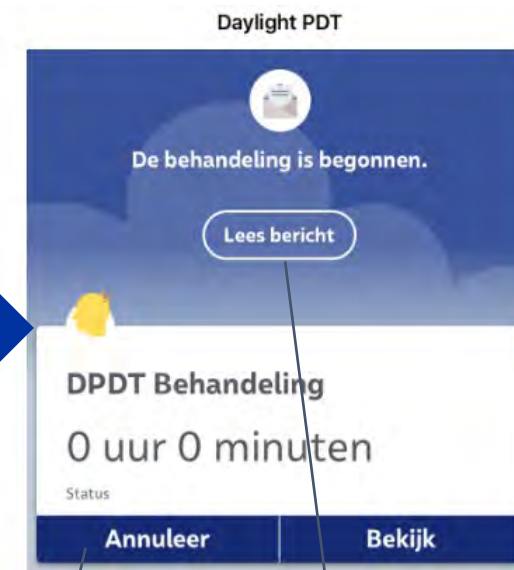 Daylight PDT
De behandeling is begonnen.
Lees bericht
DPDT Behandeling
0 uur 0 minuten
Status
Annuleer
Bekijk